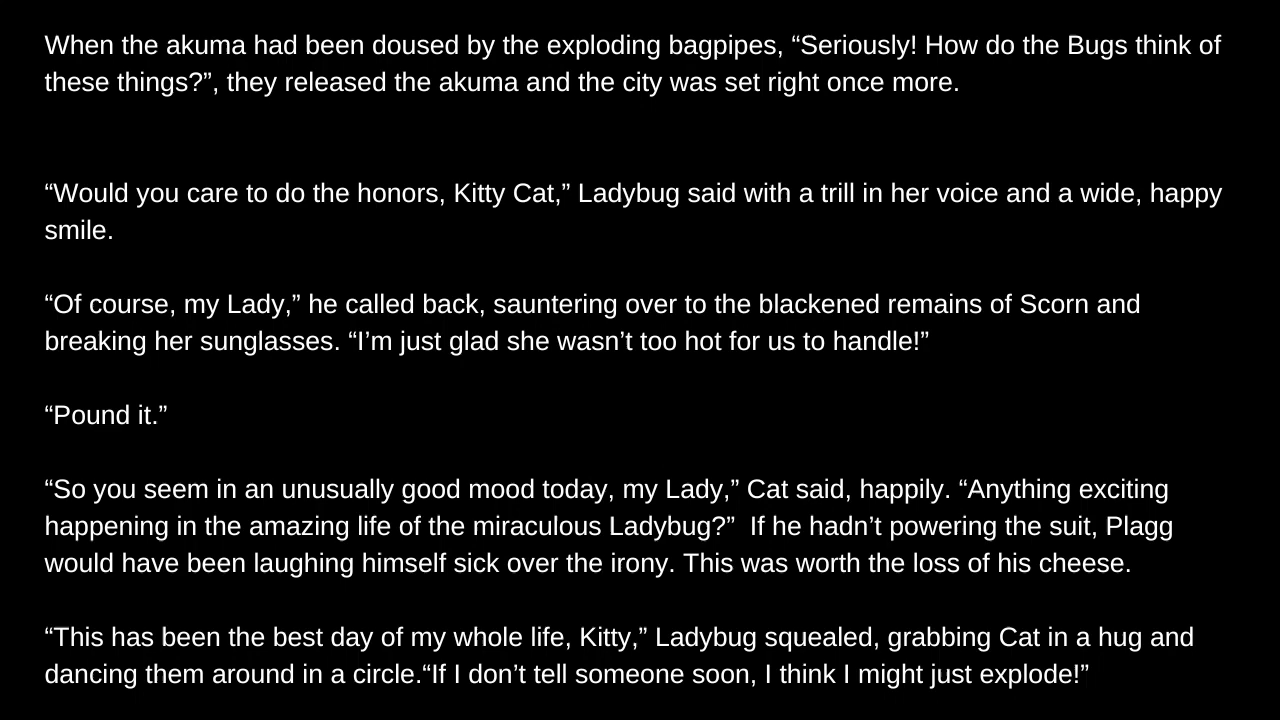 When the akuma had been doused by the exploding bagpipes, “Seriously! How do the Bugs think of
these things?”, they released the akuma and the city was set right once more.
“Would you care to do the honors, Kitty Cat,” Ladybug said with a trill in her voice and a wide, happy
smile.
“Of course, my Lady,” he called back, sauntering over to the blackened remains of Scorn and
breaking her sunglasses. “I’m just glad she wasn’t too hot for us to handle!”
“Pound it.”
“So you seem in an unusually good mood today, my Lady,” Cat said, happily. “Anything exciting
happening in the amazing life of the miraculous Ladybug?”  If he hadn’t powering the suit, Plagg
would have been laughing himself sick over the irony. This was worth the loss of his cheese.
“This has been the best day of my whole life, Kitty,” Ladybug squealed, grabbing Cat in a hug and
dancing them around in a circle.“If I don’t tell someone soon, I think I might just explode!”